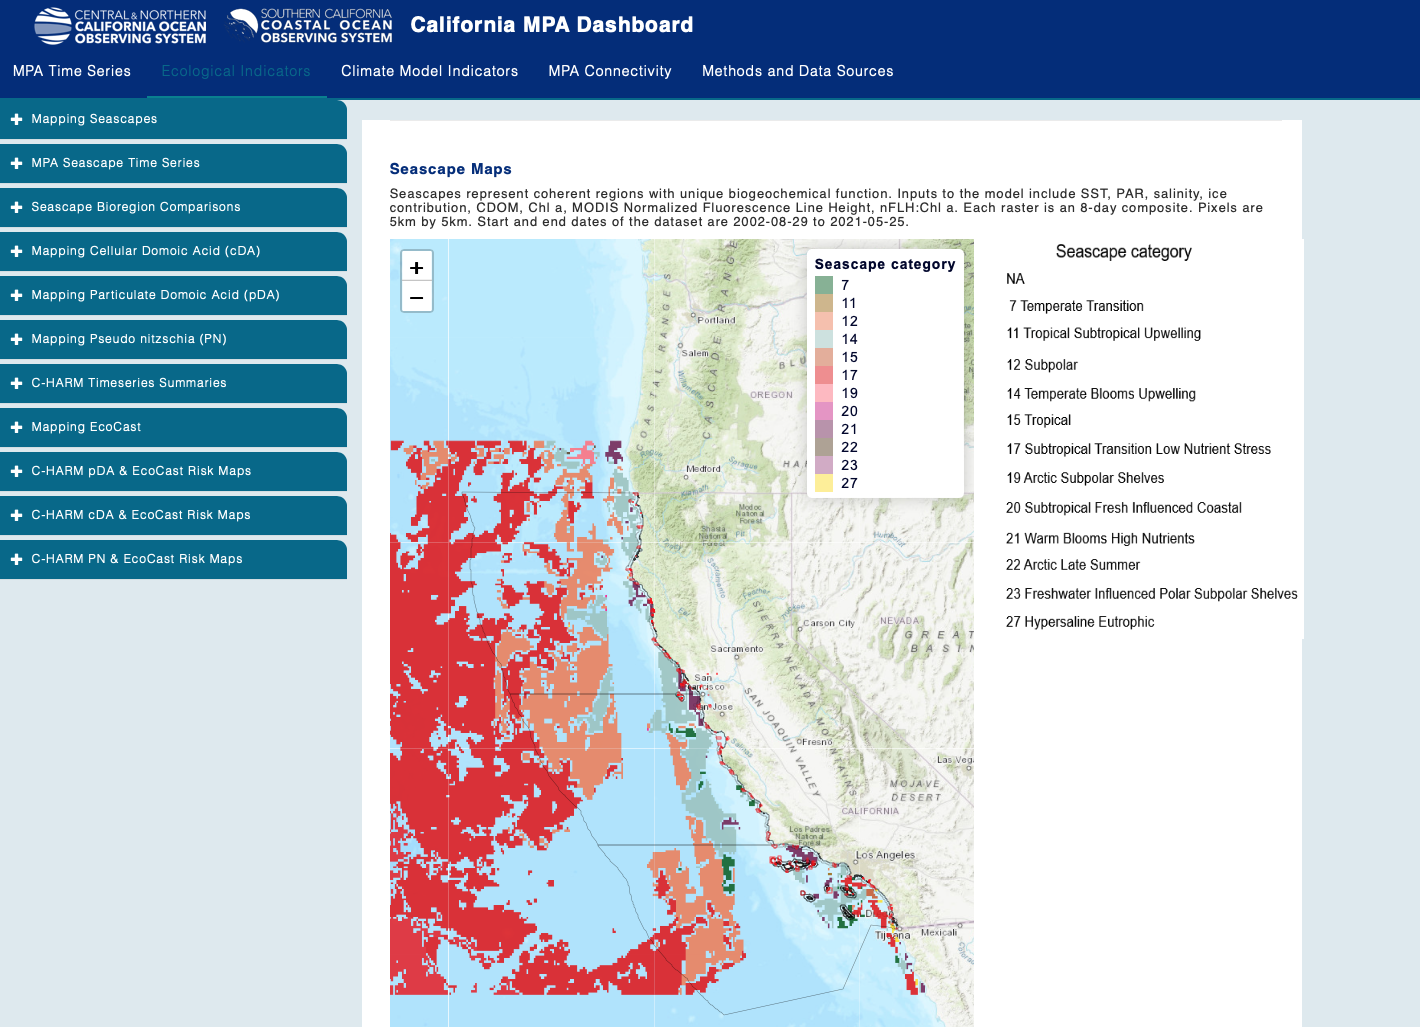 CENTRAL & NORTHERN
CALIFORNIA OCEAN
OBSERVING SYSTEM
SOUTHERN CALIFORNIA
COASTAL OCEAN
OBSERVING SYSTEM
California MPA Dashboard
MPA Time Series
Ecological Indicators
Climate Model Indicators
MPA Connectivity
Methods and Data Sources
Mapping Seascapes
MPA Seascape Time Series
Seascape Bioregion Comparisons
Mapping Cellular Domoic Acid (cDA)
Mapping Particulate Domoic Acid (pDA)
Mapping Pseudo nitzschia (PN)
C-HARM Timeseries Summaries
Mapping EcoCast
C-HARM pDA & EcoCast Risk Maps
C-HARM cDA & EcoCast Risk Maps
C-HARM PN & EcoCast Risk Maps
Seascape Maps
Seascapes represent coherent regions with unique biogeochemical function. Inputs to the model include SST, PAR, salinity, ice
contribution, CDOM, Chl a, MODIS Normalized Fluorescence Line Height, nFLH:Chl a. Each raster is an 8-day composite. Pixels are
5km by 5km. Start and end dates of the dataset are 2002-08-29 to 2021-05-25.
+
−
Seascape category
7
11
12
14
15
17
19
20
21
22
23
27
Portland
Salem
COASTAL RANGES
CASCADE RANGE
OREGON
Medford
Klamath
Sprague
Modoc
National
Forest
Shasta
National
Forest
Humboldt
Sacramento
Feather
Carson City
NEVADA
GREAT
BASIN
Sacramento
SIERRA NEVADA MOUNTAINS
San
Francisco
San Jose
SAN JOAQUIN VALLEY
Fresno
Las Vega
MOJAVE
DESERT
CALIFORNIA
Los Padres
National
Forest
Los Angeles
Tijuana
Mexicali
Seascape category
NA
7 Temperate Transition
11 Tropical Subtropical Upwelling
12 Subpolar
14 Temperate Blooms Upwelling
15 Tropical
17 Subtropical Transition Low Nutrient Stress
19 Arctic Subpolar Shelves
20 Subtropical Fresh Influenced Coastal
21 Warm Blooms High Nutrients
22 Arctic Late Summer
23 Freshwater Influenced Polar Subpolar Shelves
27 Hypersaline Eutrophic